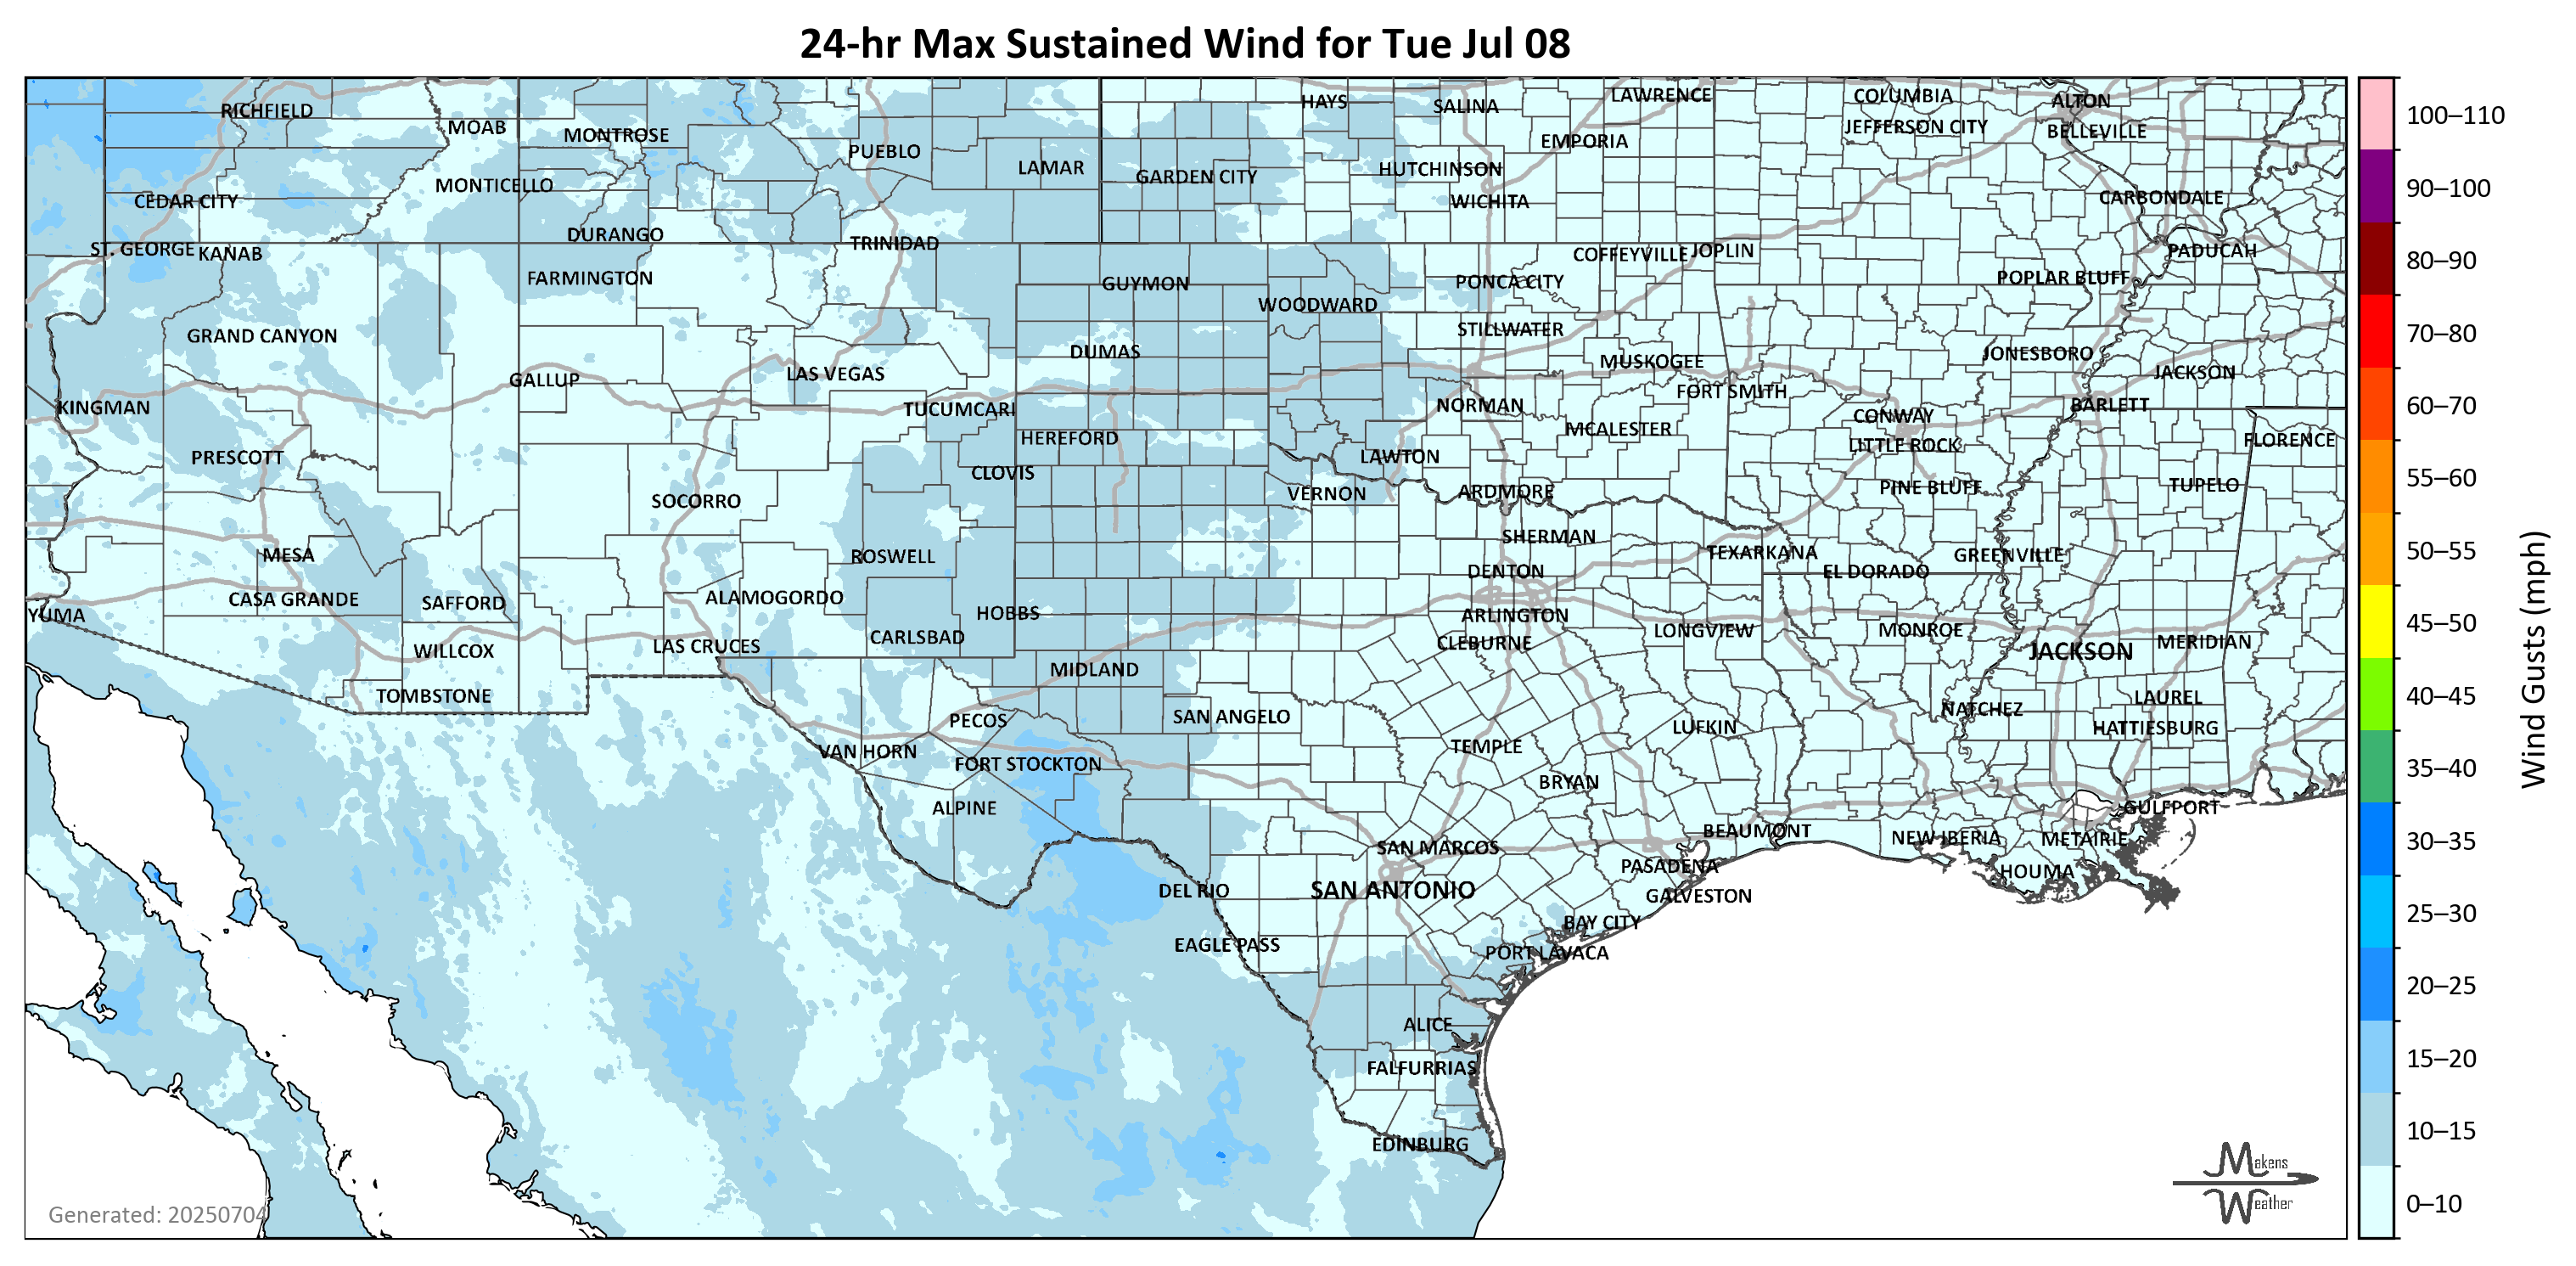 24-hr Max Sustained Wind for Tue Jul 08
RICHFIELD
MOAB
MONTROSE
PUEBLO
LAMAR
HAYS
SALINA
LAWRENCE
COLUMBIA
ALTON
JEFFERSON CITY
BELLEVILLE
EMPORIA
HUTCHINSON
GARDEN CITY
WICHITA
MONTICELLO
CEDAR CITY
CARBONDALE
DURANGO
TRINIDAD
ST. GEORGE
KANAB
COFFEYVILLE
JOPLIN
PADUCAH
FARMINGTON
GUYMON
PONCA CITY
POPLAR BLUFF
WOODWARD
GRAND CANYON
STILLWATER
DUMAS
MUSKOGEE
JONESBORO
GALLUP
LAS VEGAS
JACKSON
KINGMAN
TUCUMCARI
NORMAN
FORT SMITH
CONWAY
BARLETT
MCALESTER
HEREFORD
LITTLE ROCK
FLORENCE
PRESCOTT
CLOVIS
LAWTON
SOCORRO
VERNON
ARDMORE
PINE BLUFF
TUPELO
SHERMAN
MESA
ROSWELL
TEXARKANA
GREENVILLE
DENTON
EL DORADO
CASA GRANDE
SAFFORD
ALAMOGORDO
HOBBS
ARLINGTON
YUMA
CARLSBAD
CLEBURNE
LONGVIEW
MONROE
MERIDIAN
WILLCOX
LAS CRUCES
JACKSON
MIDLAND
TOMBSTONE
LAUREL
PECOS
SAN ANGELO
LUFKIN
NATCHEZ
HATTIESBURG
VAN HORN
TEMPLE
FORT STOCKTON
BRYAN
ALPINE
GULFPORT
BEAUMONT
NEW IBERIA
METAIRIE
SAN MARCOS
PASADENA
HOUMA
DEL RIO
SAN ANTONIO
GALVESTON
BAY CITY
EAGLE PASS
PORT LAVACA
ALICE
FALFURRIAS
EDINBURG
Generated: 20250704
Makens
Weather
100–110
90–100
80–90
70–80
60–70
55–60
50–55
45–50
40–45
35–40
30–35
25–30
20–25
15–20
10–15
0–10
Wind Gusts (mph)